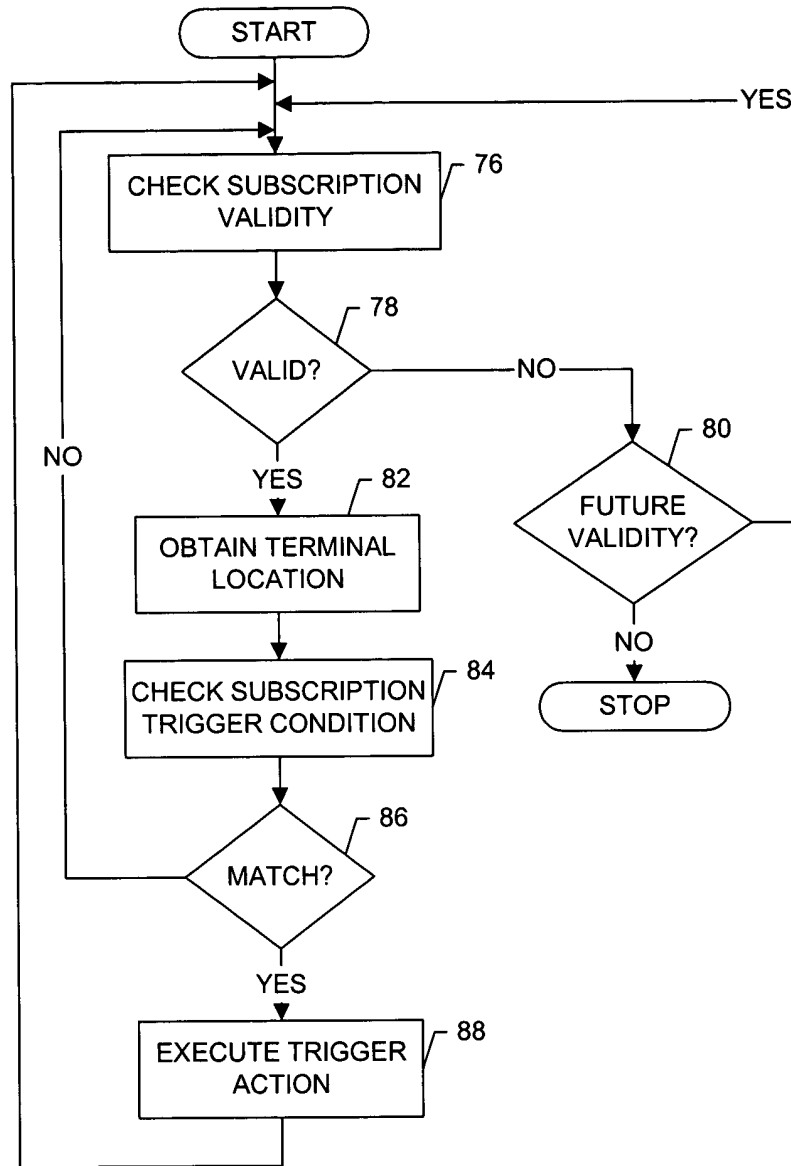 START
YES
CHECK SUBSCRIPTION
VALIDITY
76
VALID?
78
NO
NO
YES
FUTURE
VALIDITY?
80
OBTAIN TERMINAL
LOCATION
82
NO
STOP
CHECK SUBSCRIPTION
TRIGGER CONDITION
84
MATCH?
86
YES
EXECUTE TRIGGER
ACTION
88